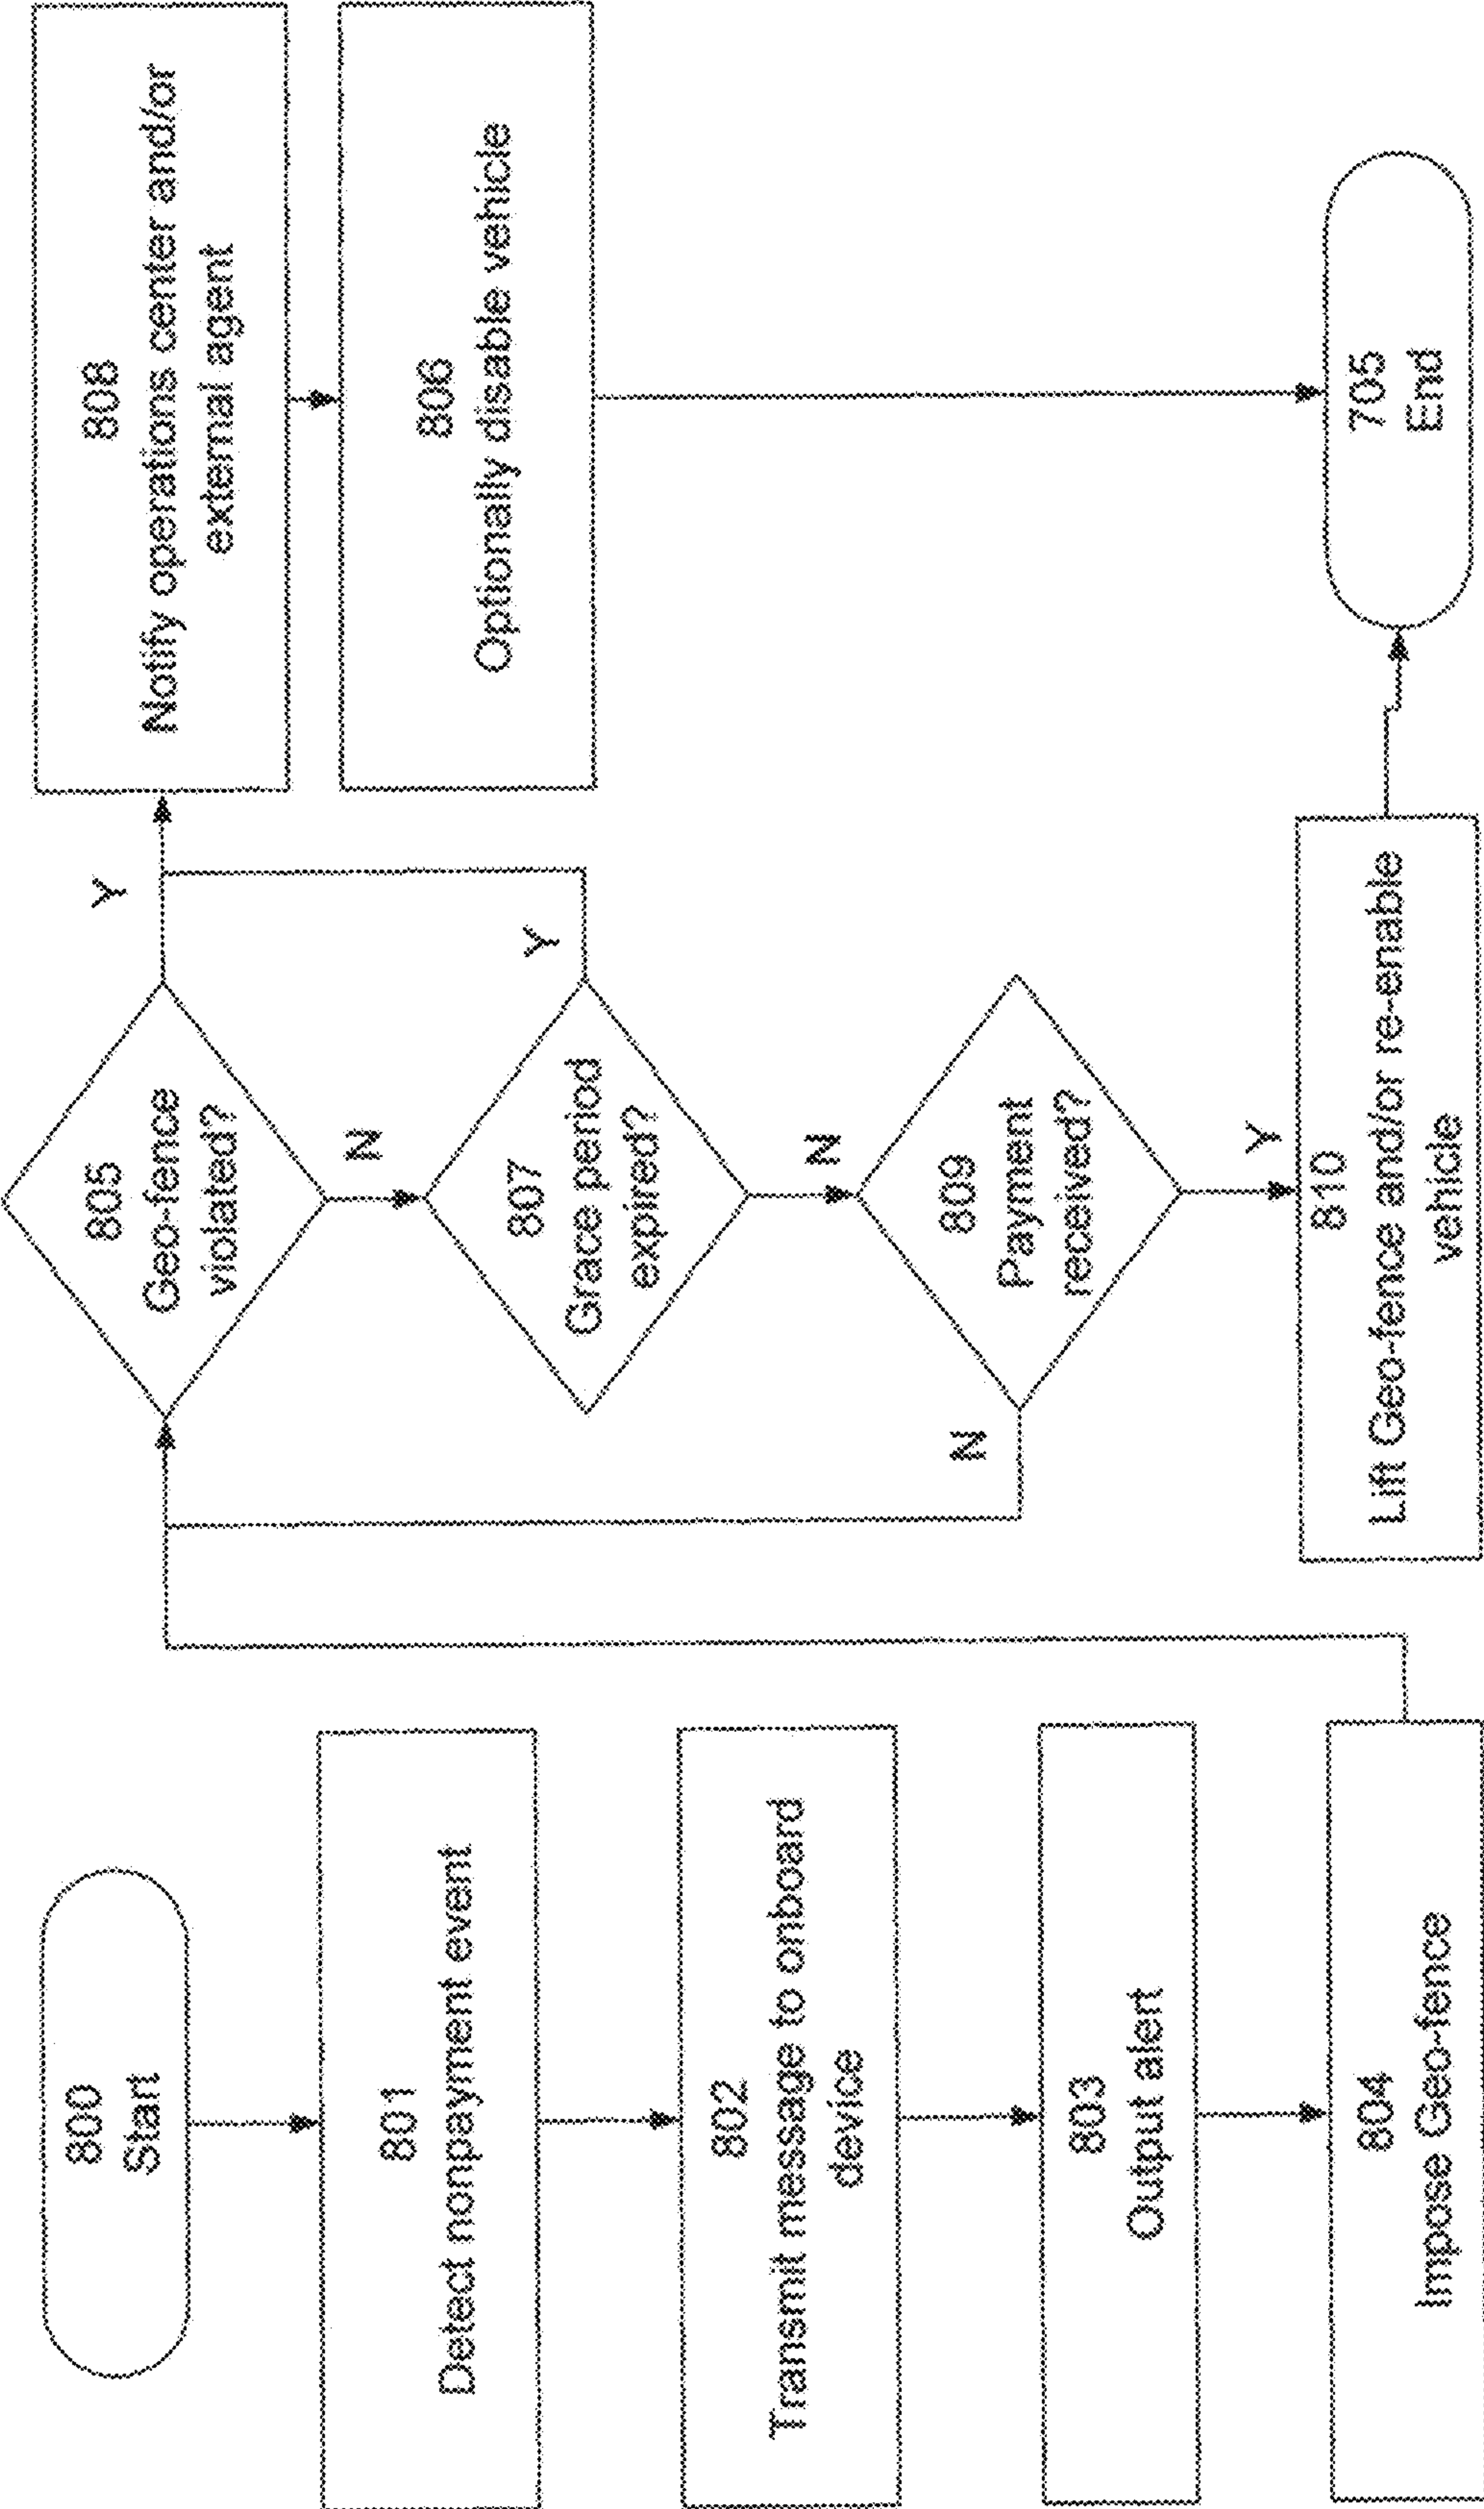 800
Start
801
Detect nonpayment event
802
Transmit message to onboard
device
803
Output alert
804
Impose Geo-fence
805
Geo-fence
violated?
Y
N
807
Grace period
expired?
Y
N
809
Payment
received?
N
Y
810
Lift Geo-fence and/or re-enable
vehicle
808
Notify operations center and/or
external agent
806
Optionally disable vehicle
705
End